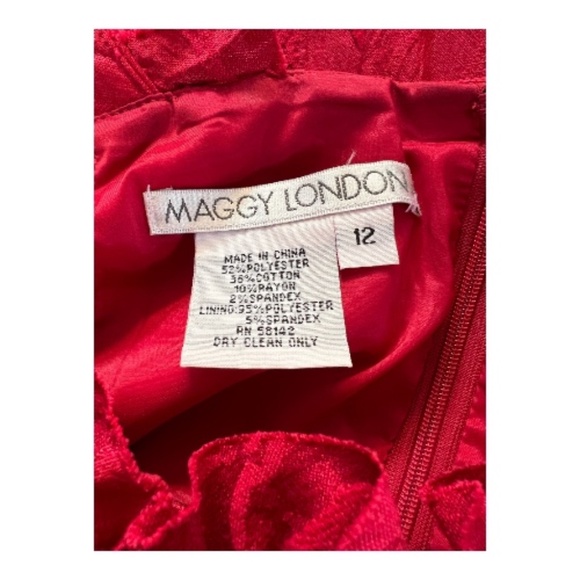 MAGGY LONDON
12
MADE IN CHINA
52%POLYESTER
36%COTTON
10%RAYON
2%SPANDEX
LINING:95%POLYESTER
5%SPANDEX
RN 58142
DRY CLEAN ONLY